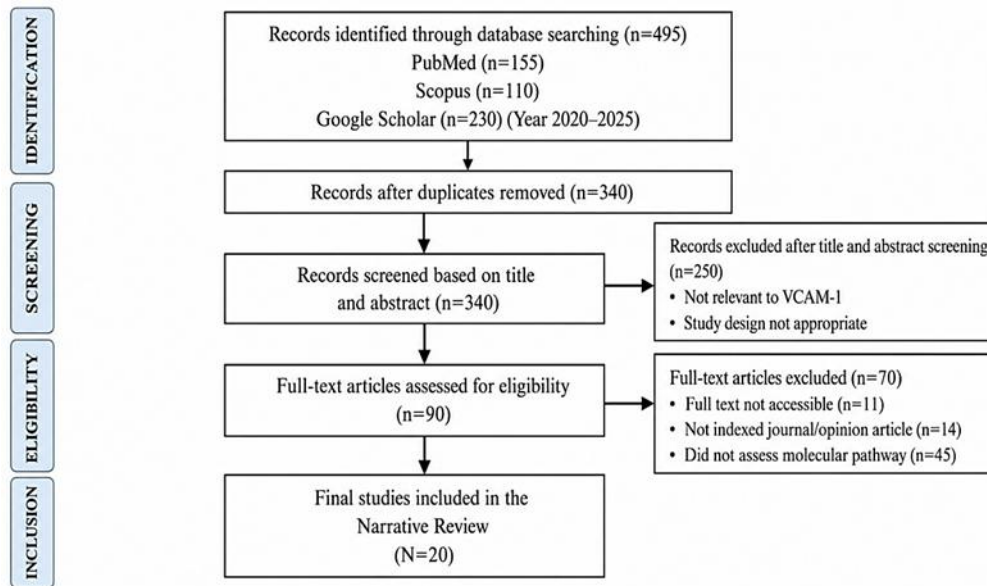 IDENTIFICATION
Records identified through database searching (n=495)
PubMed (n=155)
Scopus (n=110)
Google Scholar (n=230) (Year 2020–2025)
SCREENING
Records after duplicates removed (n=340)
Records screened based on title
and abstract (n=340)
Records excluded after title and abstract screening
(n=250)
• Not relevant to VCAM-1
• Study design not appropriate
ELIGIBILITY
Full-text articles assessed for eligibility
(n=90)
Full-text articles excluded (n=70)
• Full text not accessible (n=11)
• Not indexed journal/opinion article (n=14)
• Did not assess molecular pathway (n=45)
INCLUSION
Final studies included in the
Narrative Review
(N=20)